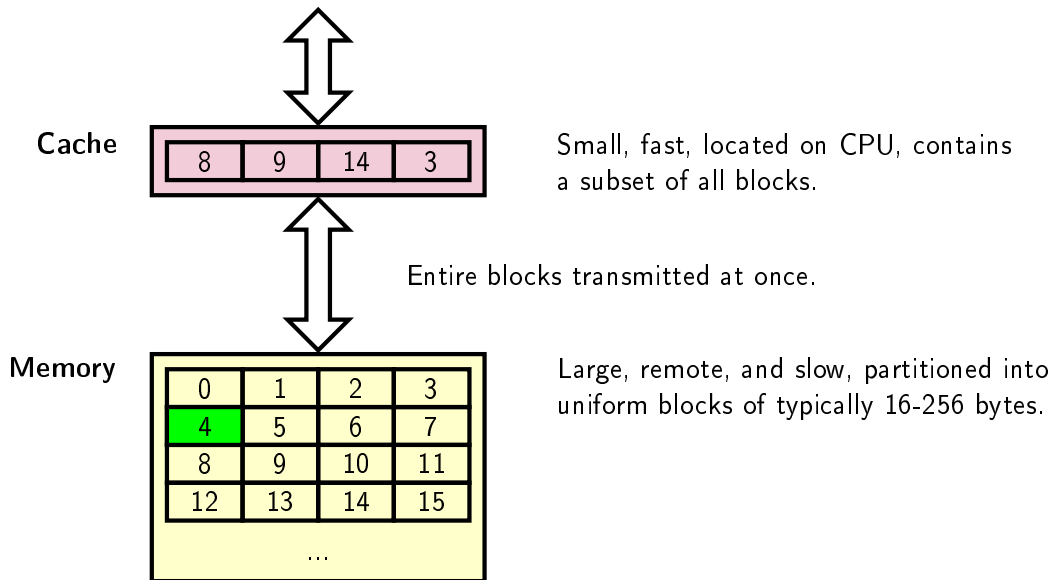 Cache
8 9 14 3
Small, fast, located on CPU, contains
a subset of all blocks.
Entire blocks transmitted at once.
Memory
0 1 2 3
4 5 6 7
8 9 10 11
12 13 14 15
...
Large, remote, and slow, partitioned into
uniform blocks of typically 16-256 bytes.